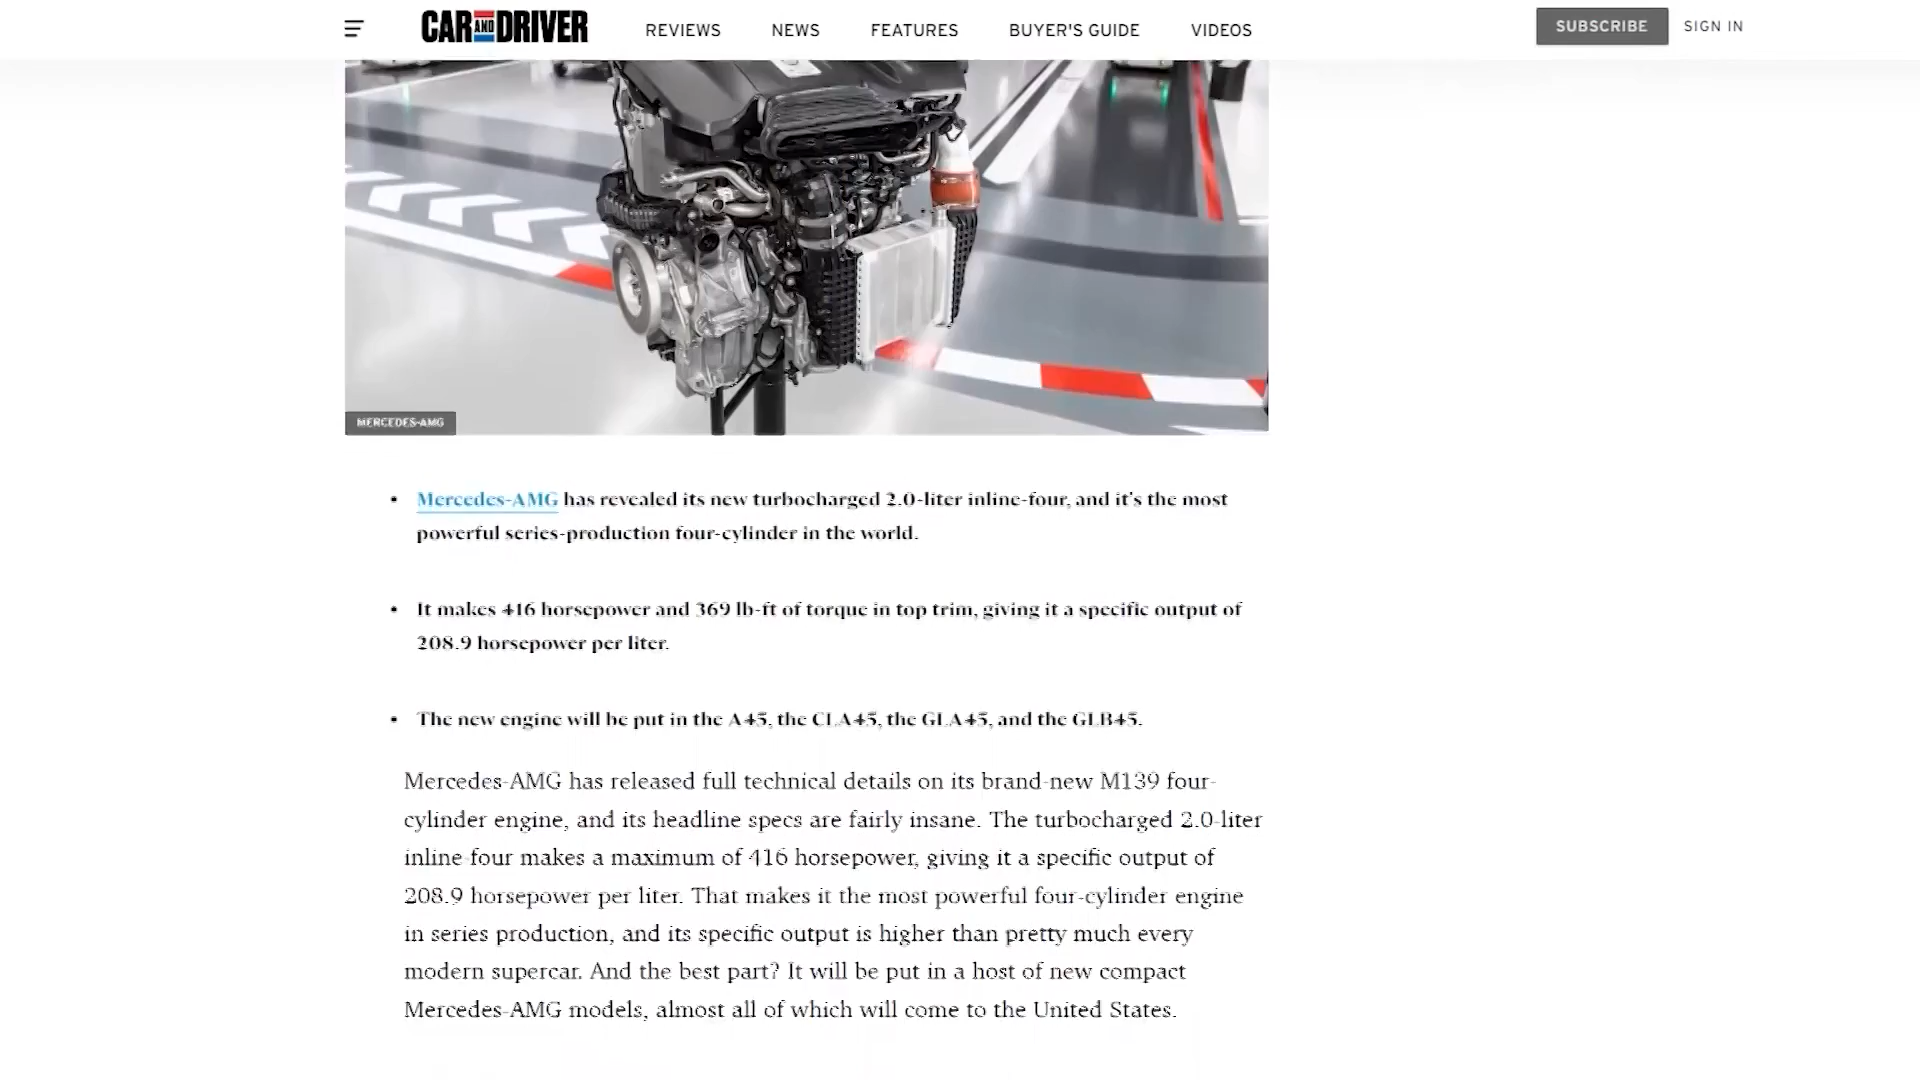 CAR AND DRIVER
REVIEWS
NEWS
FEATURES
BUYER'S GUIDE
VIDEOS
SUBSCRIBE
SIGN IN
MERCEDES-AMG
• Mercedes-AMG has revealed its new turbocharged 2.0-liter inline-four, and it's the most
powerful series-production four-cylinder in the world.
• It makes 416 horsepower and 369 lb-ft of torque in top trim, giving it a specific output of
208.9 horsepower per liter.
• The new engine will be put in the A45, the CLA45, the GLA45, and the GLB45.
Mercedes-AMG has released full technical details on its brand-new M139 four-
cylinder engine, and its headline specs are fairly insane. The turbocharged 2.0-liter
inline-four makes a maximum of 416 horsepower, giving it a specific output of
208.9 horsepower per liter. That makes it the most powerful four-cylinder engine
in series production, and its specific output is higher than pretty much every
modern supercar. And the best part? It will be put in a host of new compact
Mercedes-AMG models, almost all of which will come to the United States.